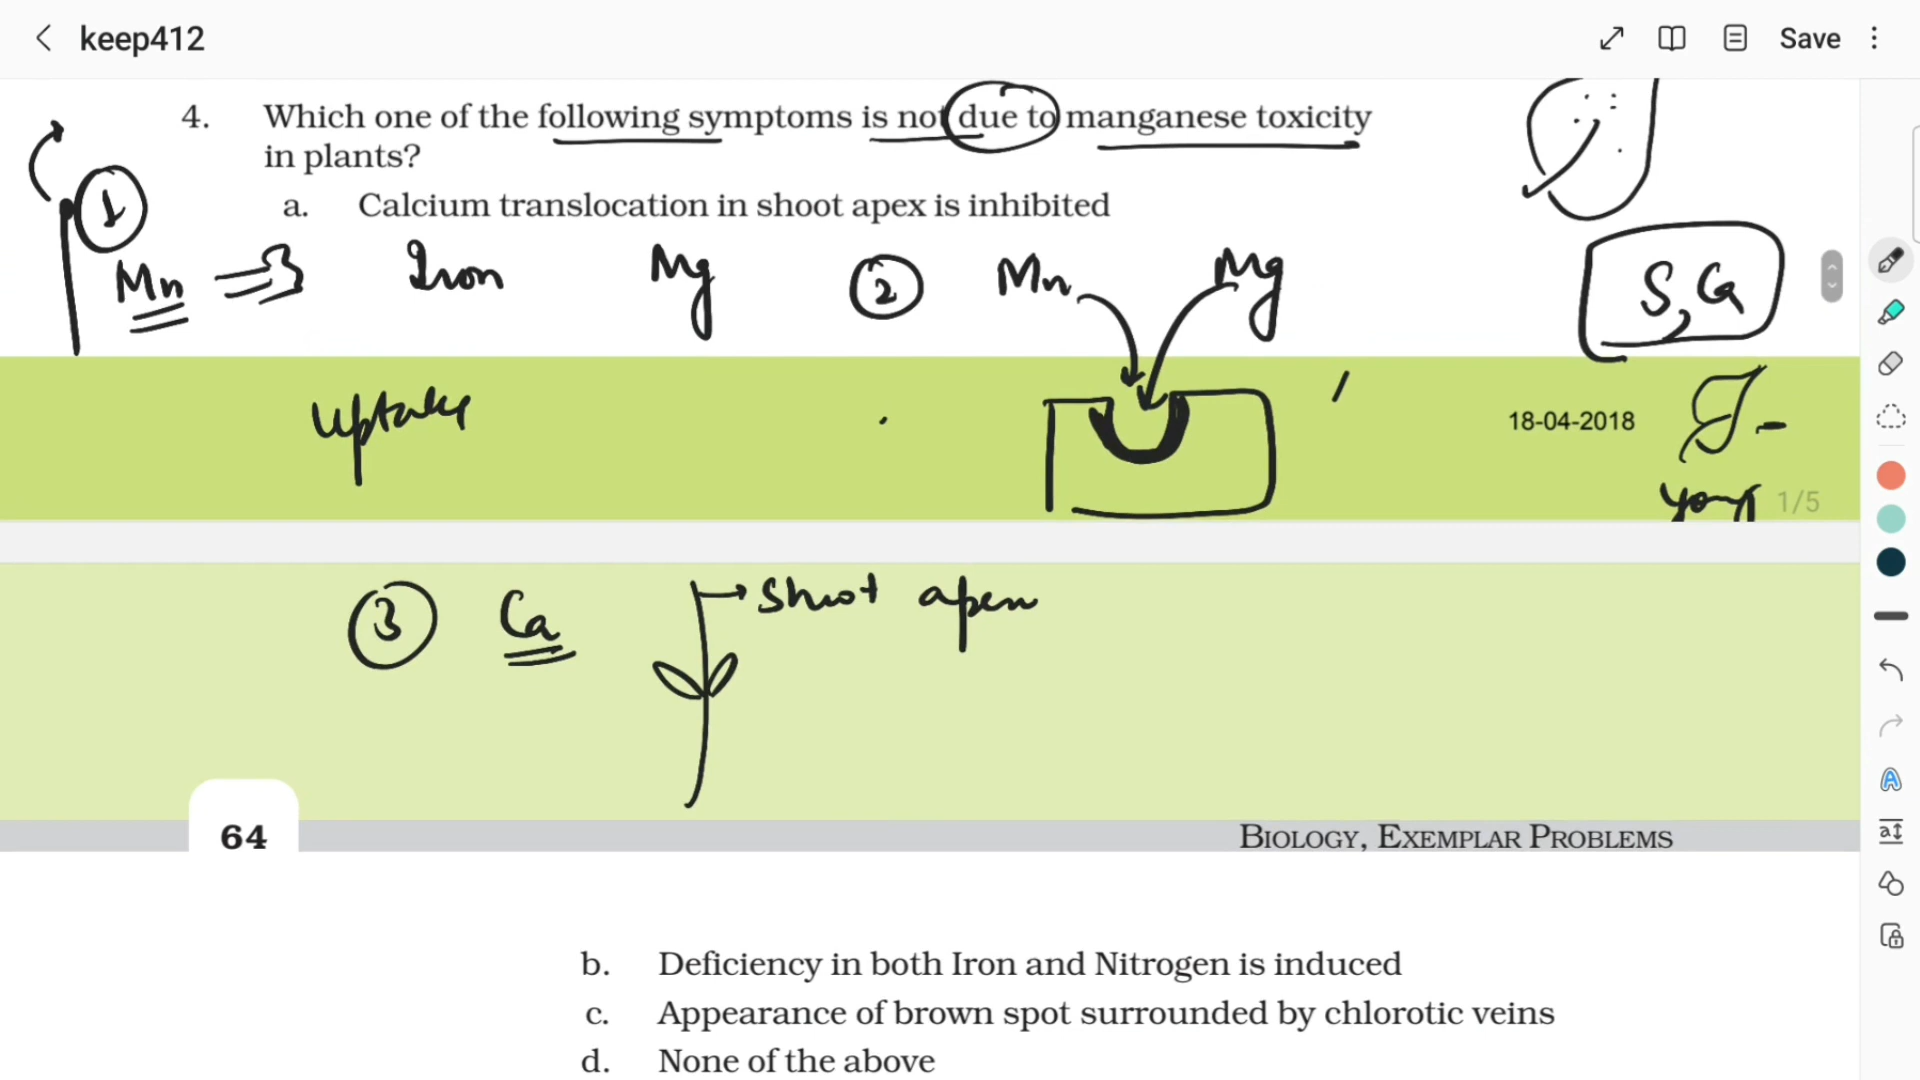 keep412
Save
4. Which one of the following symptoms is not due to manganese toxicity
in plants?
a. Calcium translocation in shoot apex is inhibited
1
Mn Iron Mg 2 Mn Mg S, Ca
uptake
18-04-2018
1/5
3 Ca shoot apex
64
BIOLOGY, EXEMPLAR PROBLEMS
b. Deficiency in both Iron and Nitrogen is induced
c. Appearance of brown spot surrounded by chlorotic veins
d. None of the above